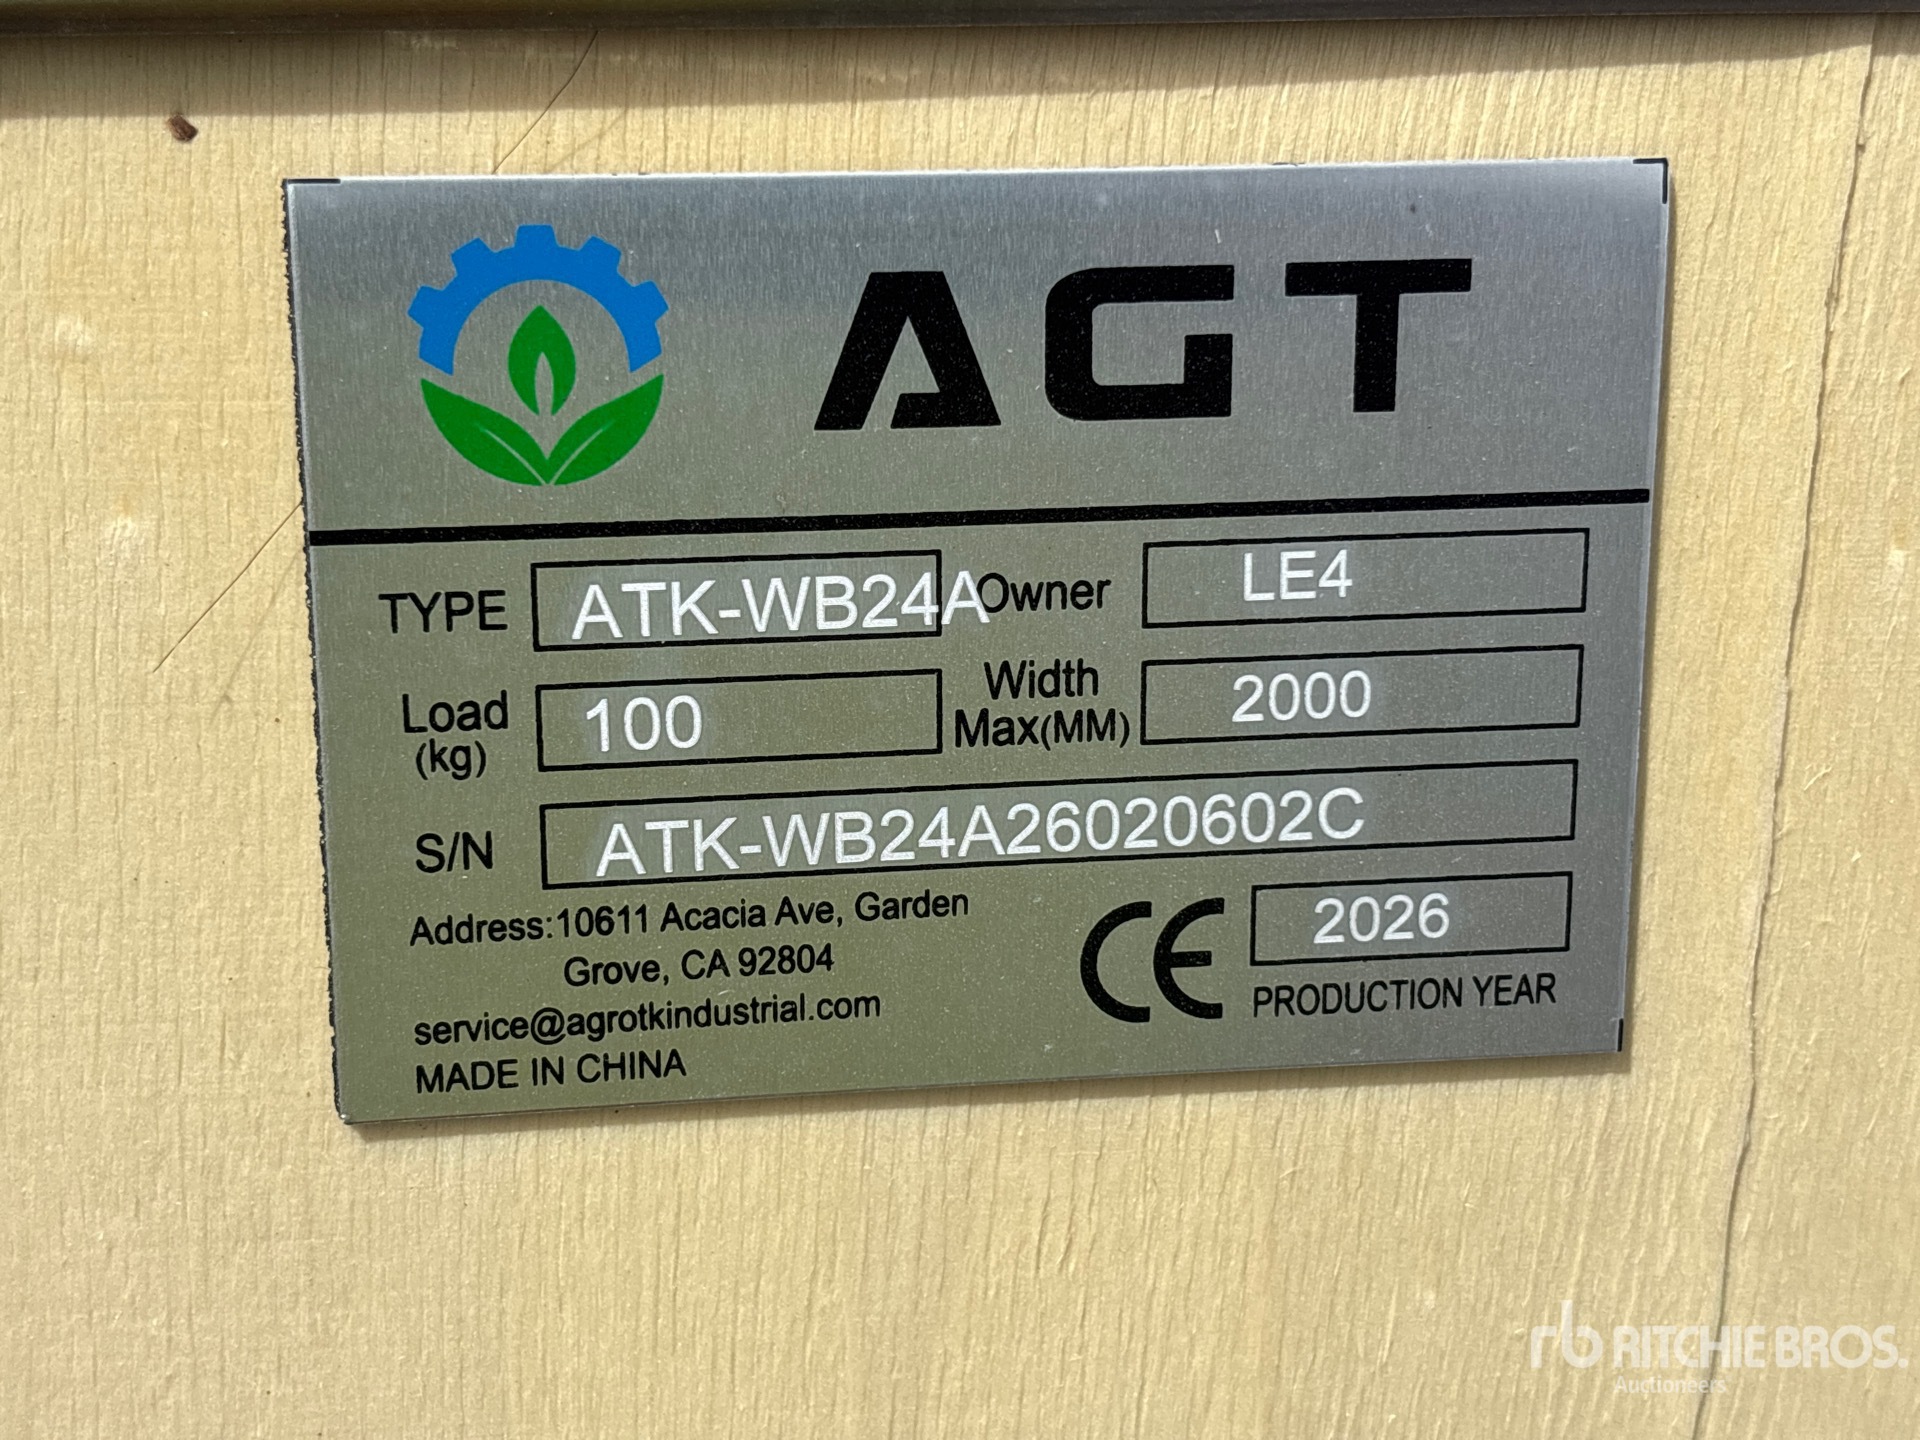 AGT
TYPE ATK-WB24A Owner LE4
Load (kg) 100 Width Max(MM) 2000
S/N ATK-WB24A26020602C
Address:10611 Acacia Ave, Garden
Grove, CA 92804
service@agrotkindustrial.com
MADE IN CHINA
CE 2026
PRODUCTION YEAR
rb RITCHIE BROS.
Auctioneers